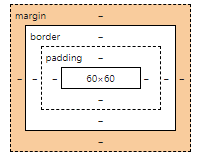 margin –
border –
padding –
– – – 60×60 – – –
–
–
–